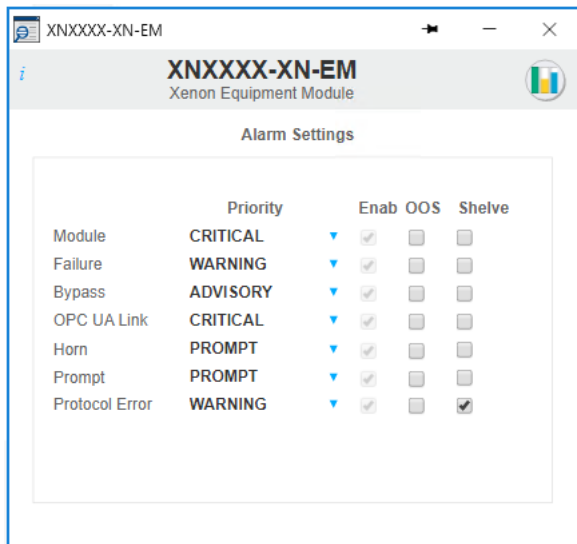 XNXXXX-XN-EM
i
XNXXXX-XN-EM
Xenon Equipment Module
Alarm Settings
Priority Enab OOS Shelve
Module CRITICAL
Failure WARNING
Bypass ADVISORY
OPC UA Link CRITICAL
Horn PROMPT
Prompt PROMPT
Protocol Error WARNING